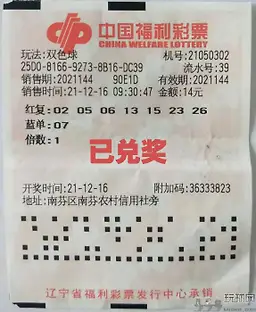 中国福利彩票
CHINA WELFARE LOTTERY
玩法:双色球 机号:21050302
2500-8166-9273-8B16-DC39 流水号:39
销售期:2021144 90E1D 有效期:2021144
销售时间:21-12-16 09:30:47 金额:14元
红复:02 05 06 13 15 23 26
蓝单:07
倍数:1
已兑奖
开奖时间:21-12-16 附加码:36333823
地址:南芬区南芬农村信用社旁
辽宁省福利彩票发行中心承销